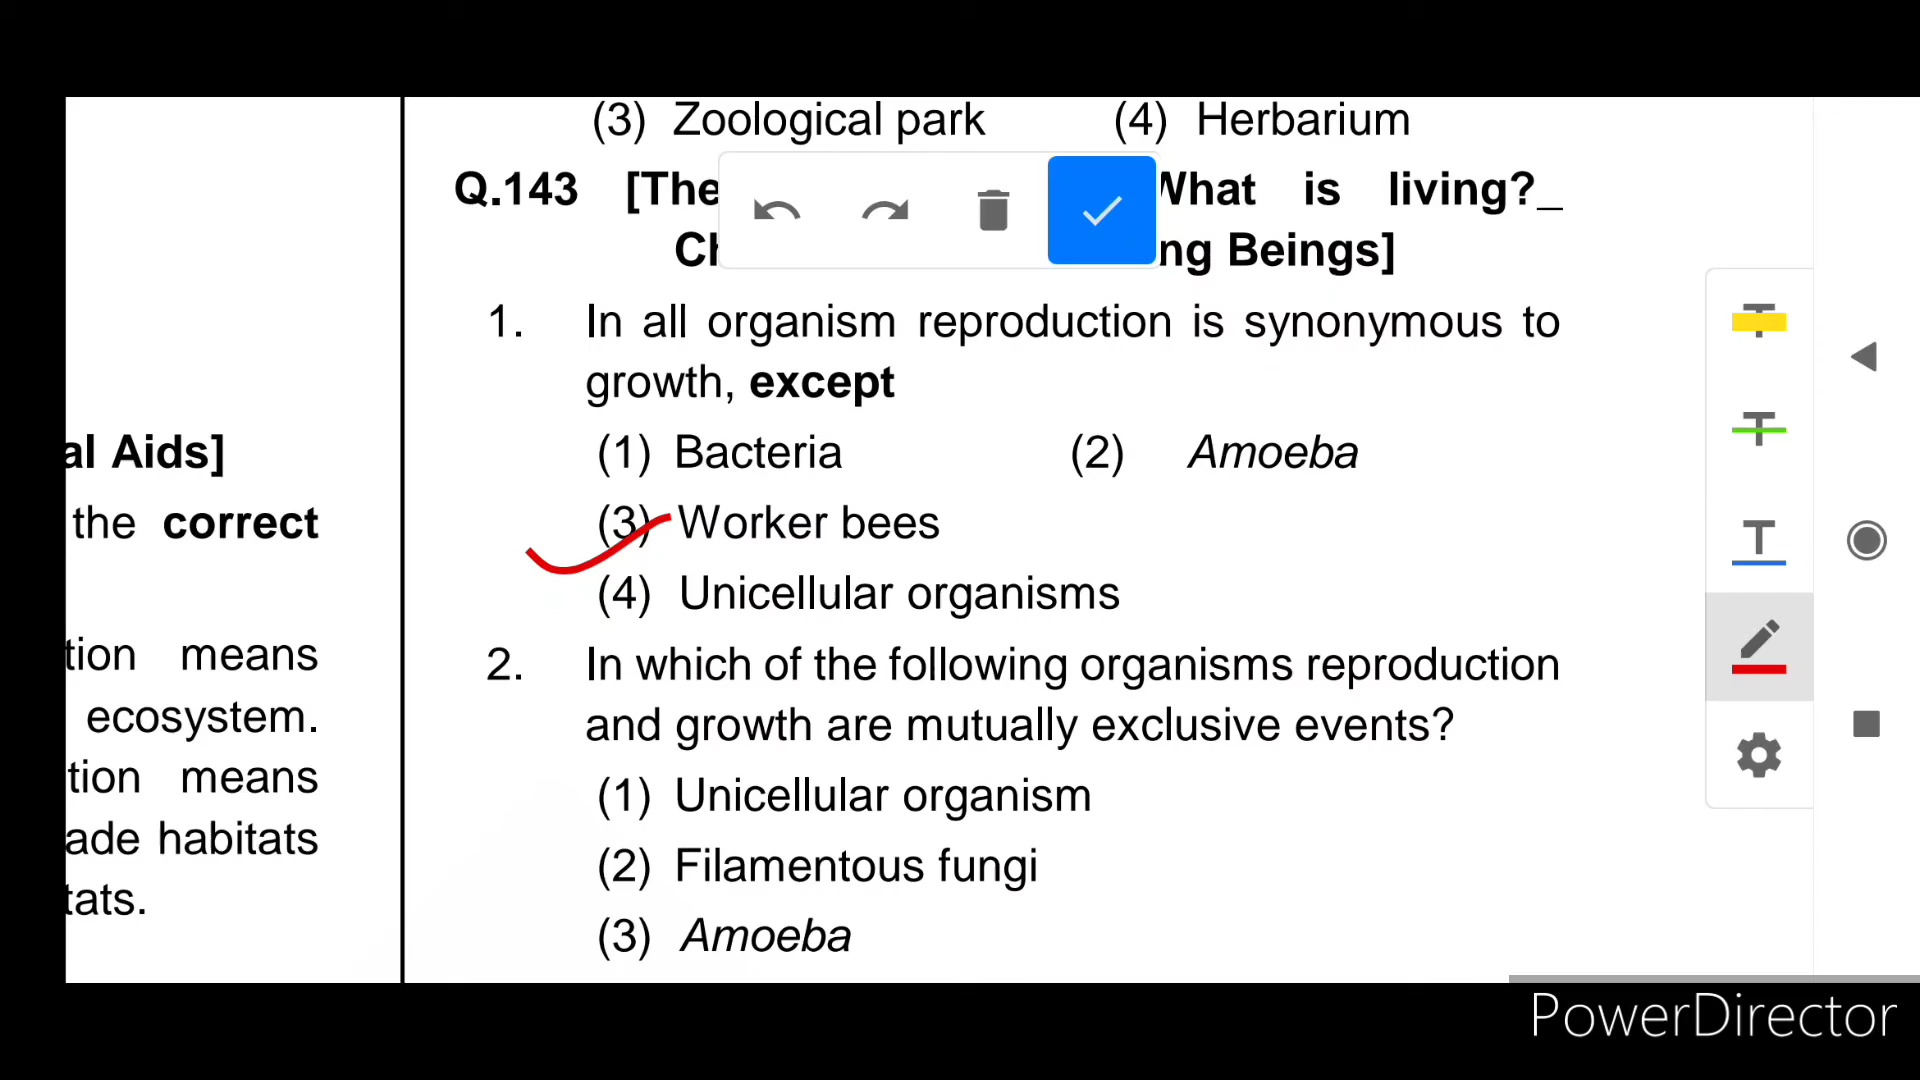 al Aids]
the correct
tion means
ecosystem.
tion means
ade habitats
tats.
(3) Zoological park (4) Herbarium
Q.143 [The What is living?_
ng Beings]
1. In all organism reproduction is synonymous to
growth, except
(1) Bacteria (2) Amoeba
(3) Worker bees
(4) Unicellular organisms
2. In which of the following organisms reproduction
and growth are mutually exclusive events?
(1) Unicellular organism
(2) Filamentous fungi
(3) Amoeba
T
T
T
PowerDirector